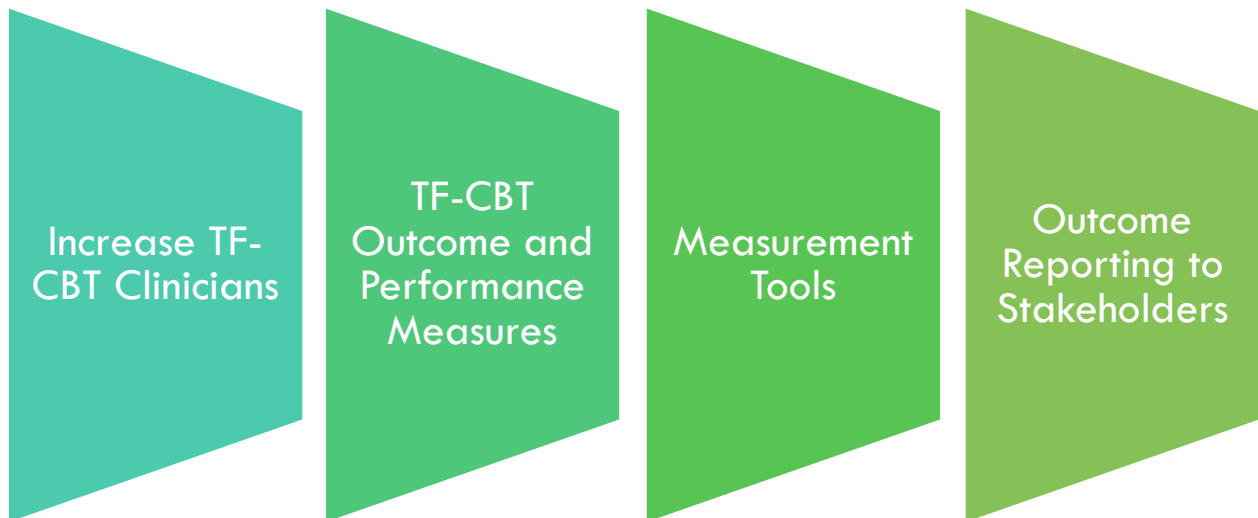 Increase TF-
CBT Clinicians
TF-CBT
Outcome and
Performance
Measures
Measurement
Tools
Outcome
Reporting to
Stakeholders